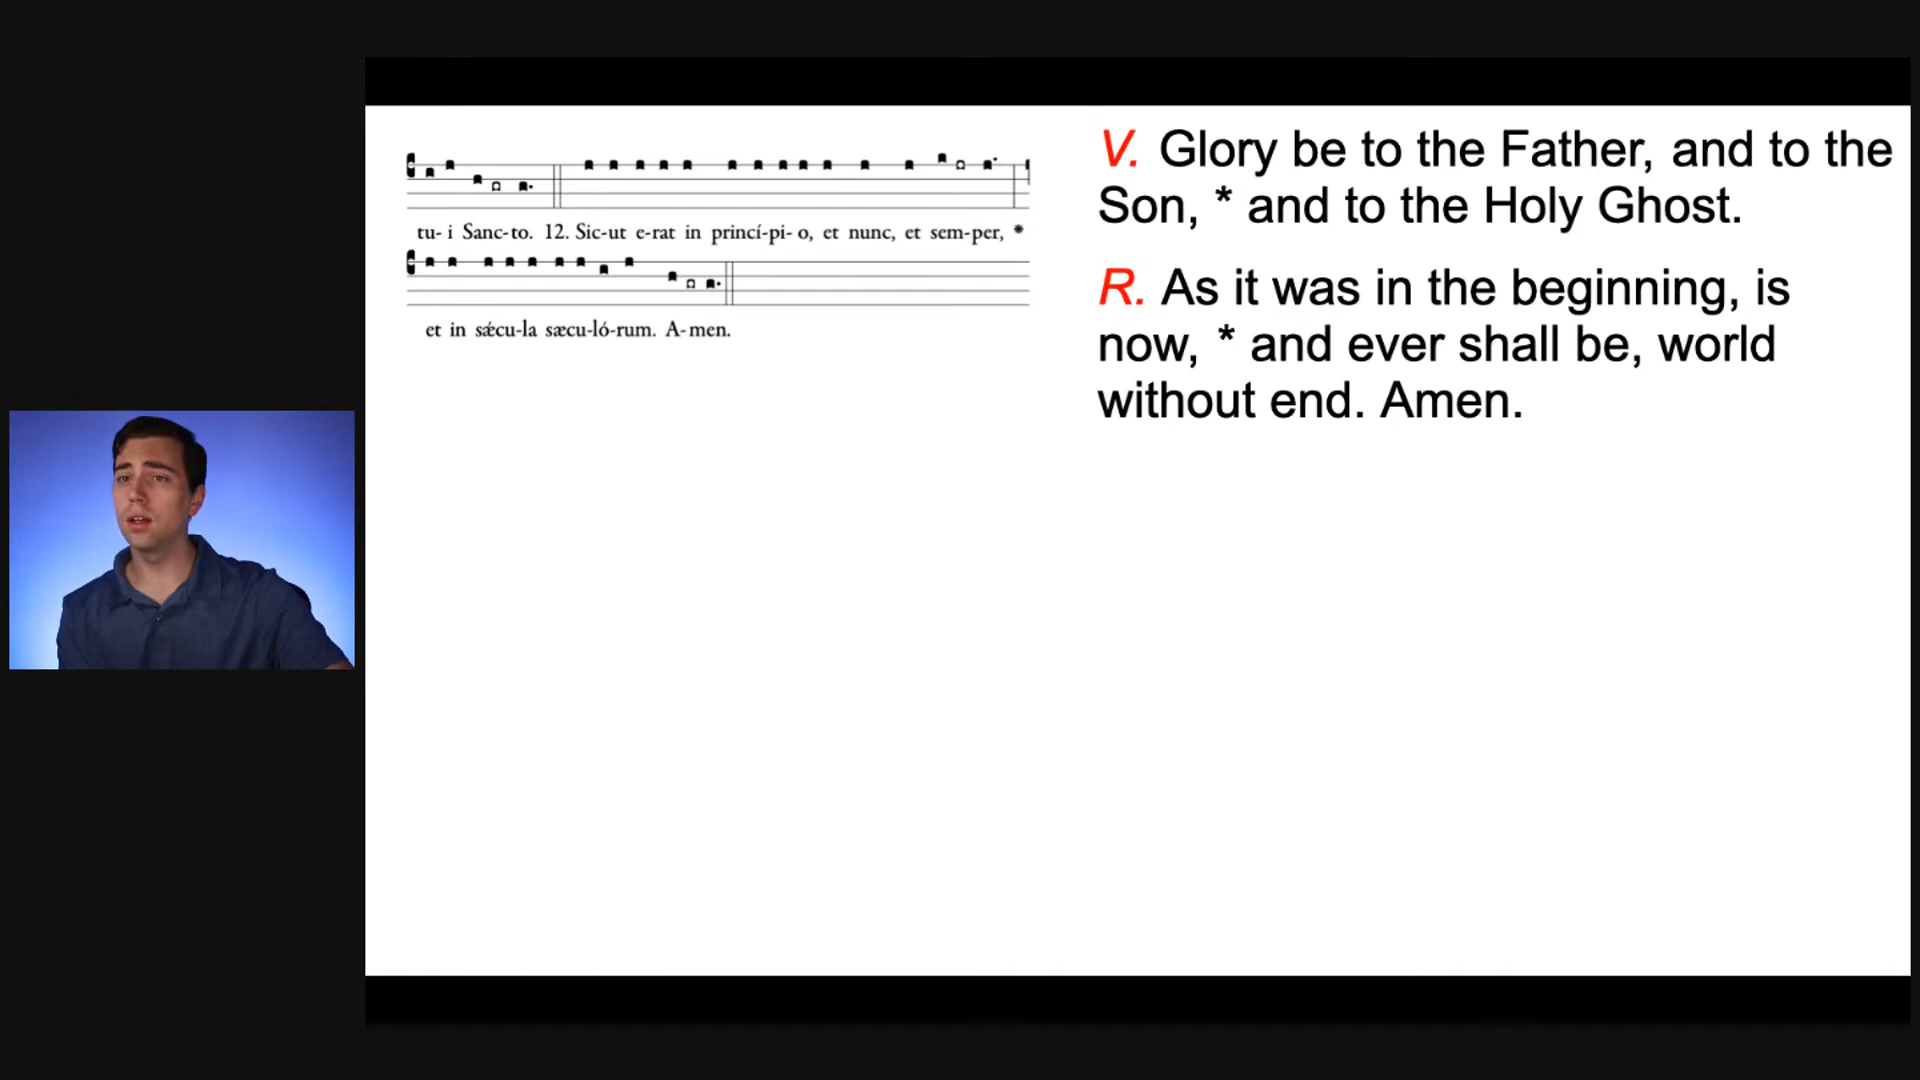 tu- i Sanc-to. 12. Sic-ut e-rat in princí-pi- o, et nunc, et sem-per, *
et in sǽcu-la sæcu-ló-rum. A-men.
V. Glory be to the Father, and to the
Son, * and to the Holy Ghost.
R. As it was in the beginning, is
now, * and ever shall be, world
without end. Amen.